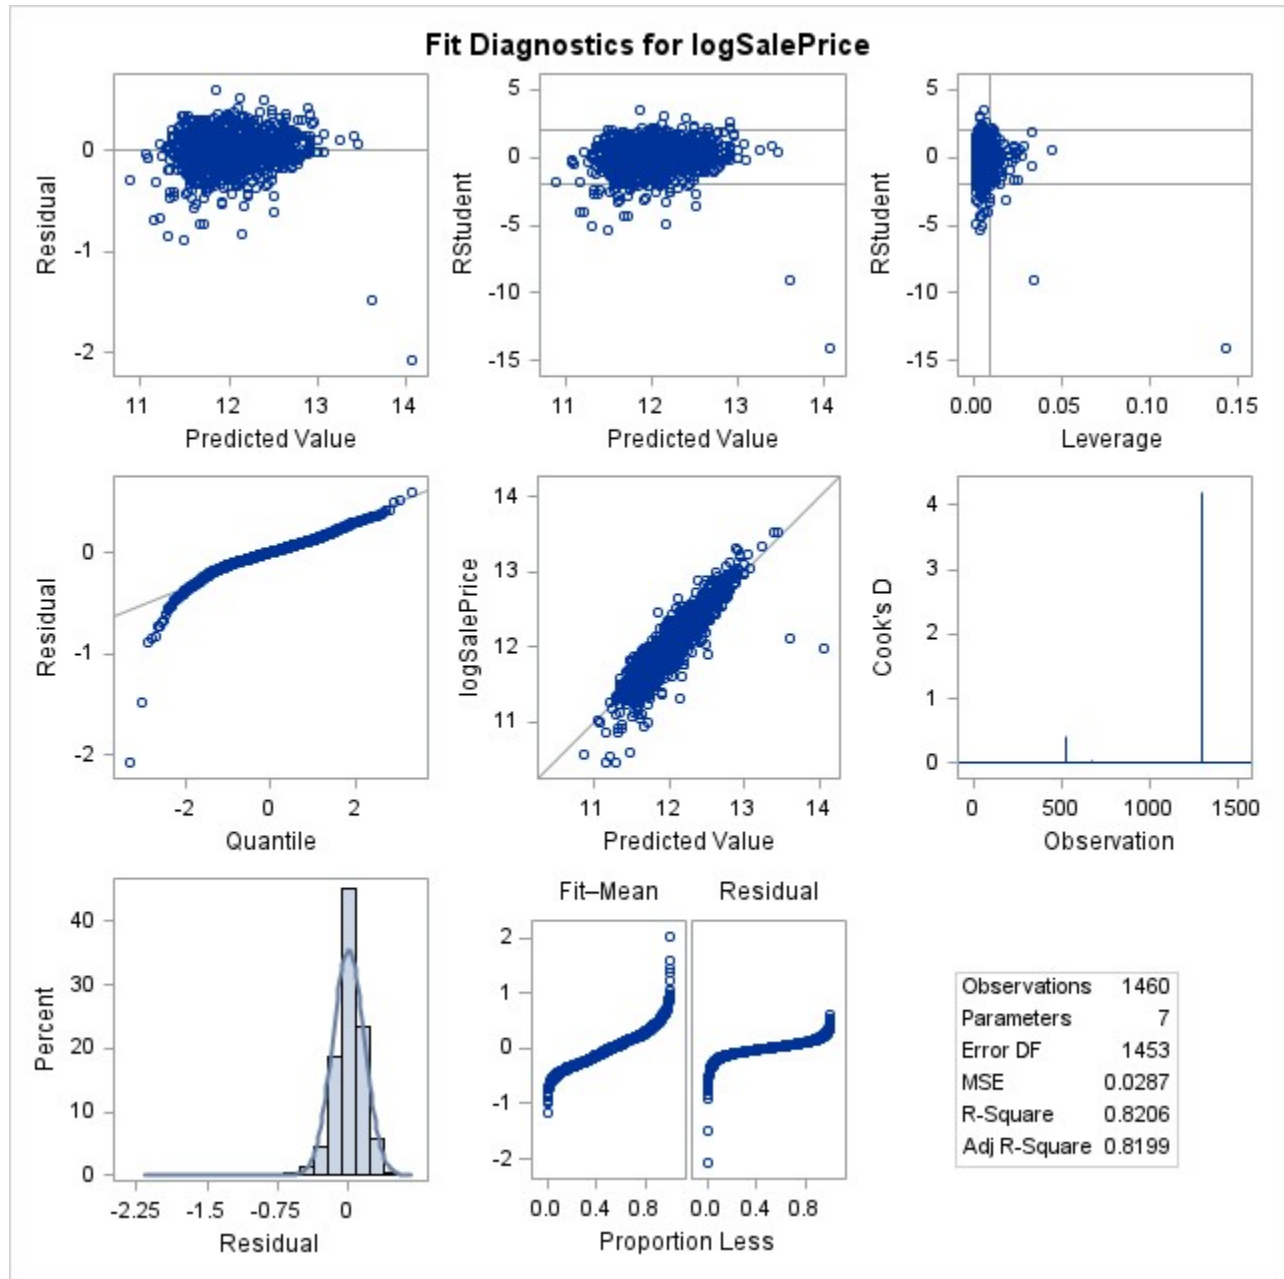 Fit Diagnostics for logSalePrice
0
-1
-2
Residual
11 12 13 14
Predicted Value
5
0
-5
-10
-15
RStudent
11 12 13 14
Predicted Value
5
0
-5
-10
-15
RStudent
0.00 0.05 0.10 0.15
Leverage
0
-1
-2
Residual
-2 0 2
Quantile
14
13
12
11
logSalePrice
11 12 13 14
Predicted Value
4
3
2
1
0
Cook's D
0 500 1000 1500
Observation
40
30
20
10
0
Percent
-2.25 -1.5 -0.75 0
Residual
Fit–Mean Residual
2
1
0
-1
-2
0.0 0.4 0.8 0.0 0.4 0.8
Proportion Less
Observations 1460
Parameters 7
Error DF 1453
MSE 0.0287
R-Square 0.8206
Adj R-Square 0.8199